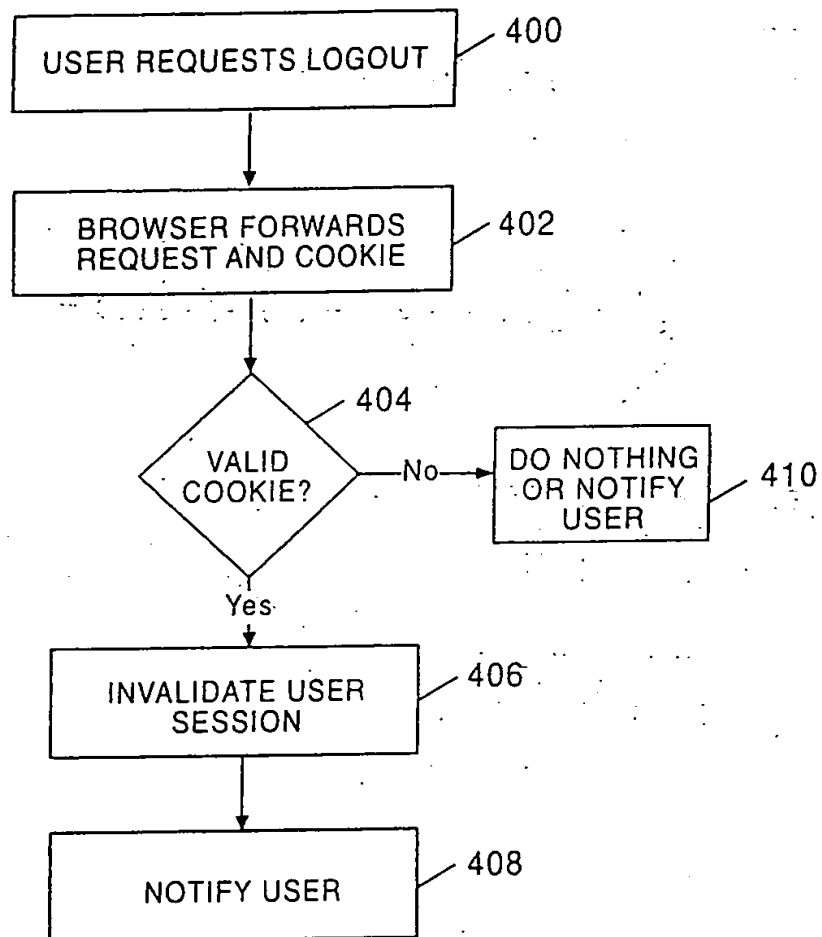 USER REQUESTS LOGOUT
400
BROWSER FORWARDS
REQUEST AND COOKIE
402
404
VALID
COOKIE?
No
DO NOTHING
OR NOTIFY
USER
410
Yes
INVALIDATE USER
SESSION
406
NOTIFY USER
408